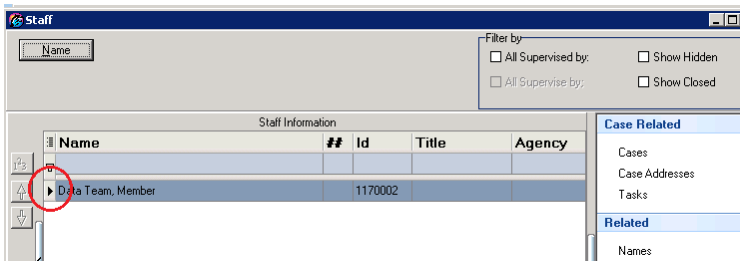 Staff
Name
Filter by
All Supervised by:
Show Hidden
All Supervise by:
Show Closed
Staff Information
Name ## Id Title Agency
Data Team, Member 1170002
1²3
Case Related
Cases
Case Addresses
Tasks
Related
Names